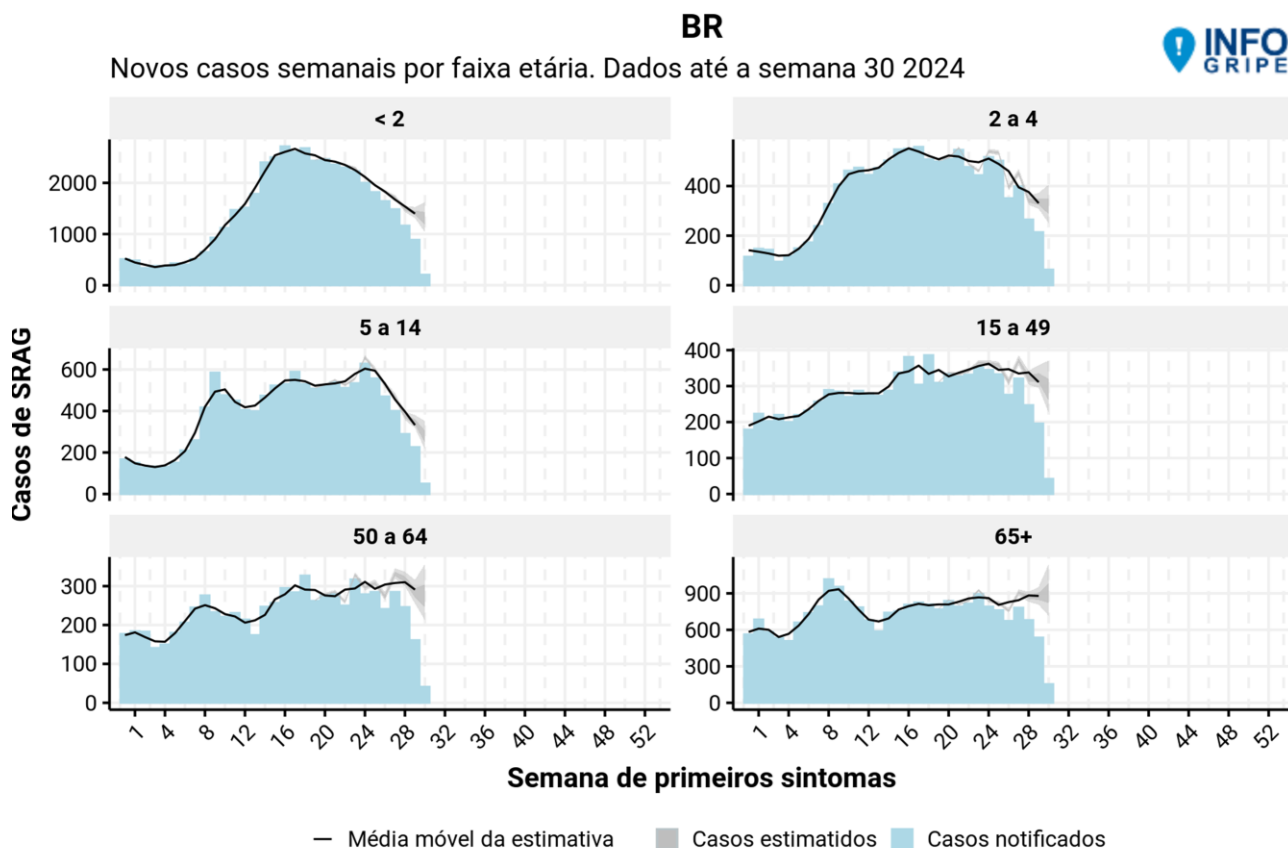 BR
INFO
GRIPE
Novos casos semanais por faixa etária. Dados até a semana 30 2024
Casos de SRAG
< 2
2000
1000
0
2 a 4
400
200
0
5 a 14
600
400
200
0
15 a 49
400
300
200
100
0
50 a 64
300
200
100
0
65+
900
600
300
0
1 4 8 12 16 20 24 28 32 36 40 44 48 52
1 4 8 12 16 20 24 28 32 36 40 44 48 52
Semana de primeiros sintomas
Média móvel da estimativa
Casos estimatidos
Casos notificados